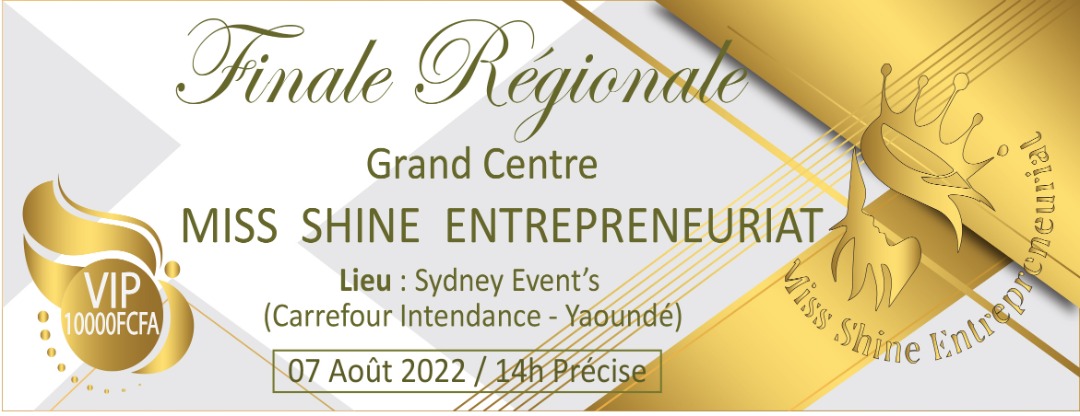 Finale Régionale
Grand Centre
MISS SHINE ENTREPRENEURIAT
Lieu : Sydney Event's
(Carrefour Intendance - Yaoundé)
07 Août 2022 / 14h Précise
VIP
10000FCFA
Miss Shine Entrepreneurial